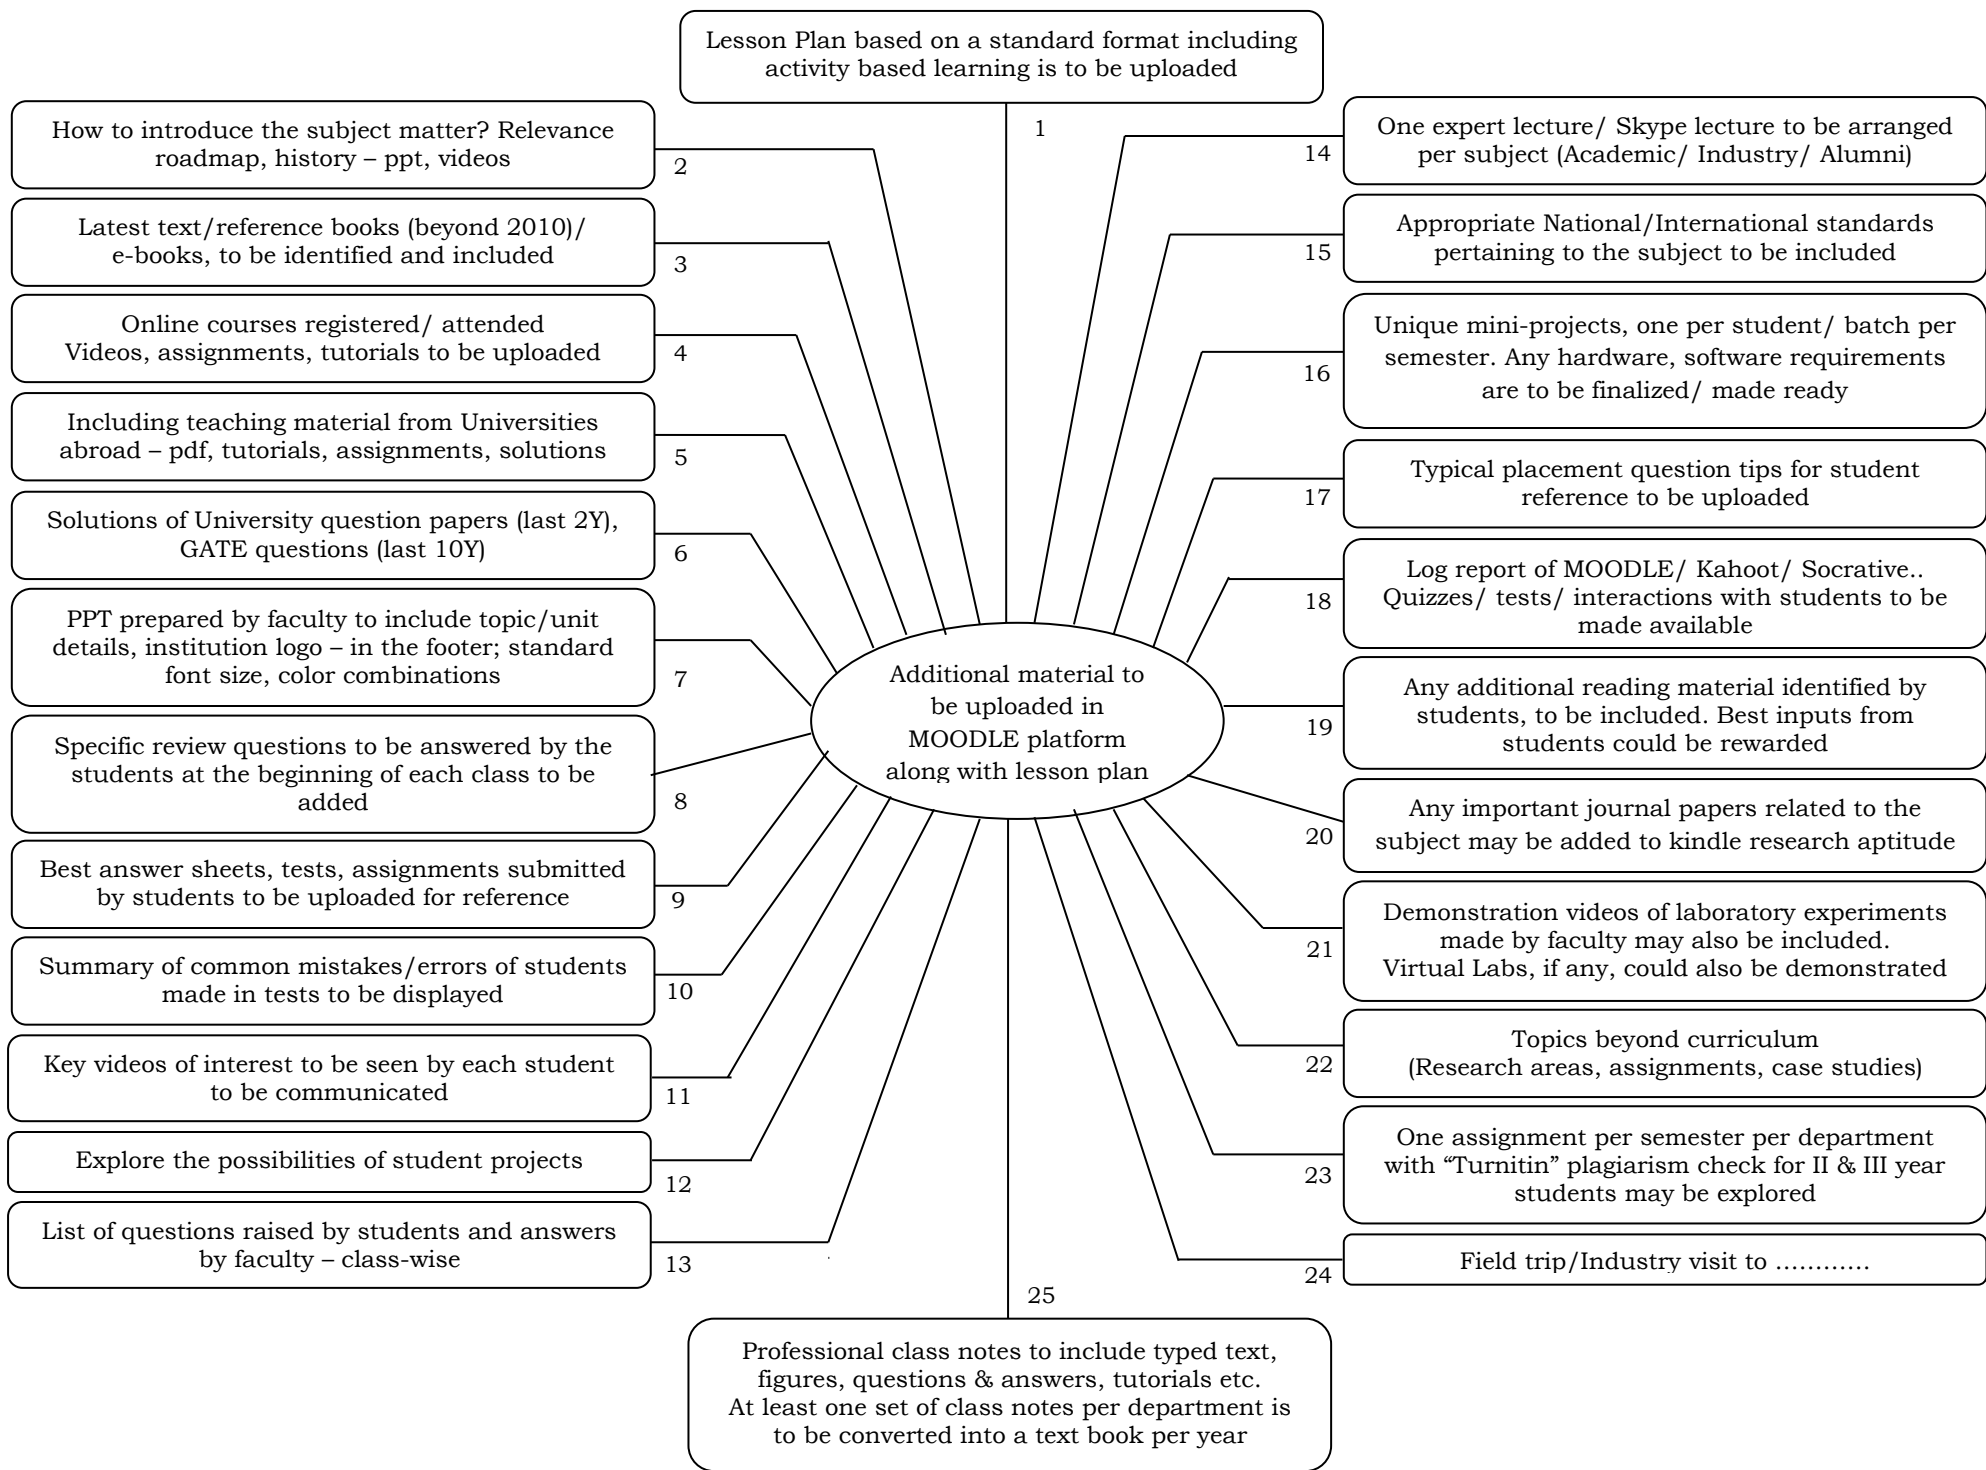 Lesson Plan based on a standard format including
activity based learning is to be uploaded
1
How to introduce the subject matter? Relevance
roadmap, history – ppt, videos
2
Latest text/reference books (beyond 2010)/
e-books, to be identified and included
3
Online courses registered/ attended
Videos, assignments, tutorials to be uploaded
4
Including teaching material from Universities
abroad – pdf, tutorials, assignments, solutions
5
Solutions of University question papers (last 2Y),
GATE questions (last 10Y)
6
PPT prepared by faculty to include topic/unit
details, institution logo – in the footer; standard
font size, color combinations
7
Specific review questions to be answered by the
students at the beginning of each class to be
added
8
Best answer sheets, tests, assignments submitted
by students to be uploaded for reference
9
Summary of common mistakes/errors of students
made in tests to be displayed
10
Key videos of interest to be seen by each student
to be communicated
11
Explore the possibilities of student projects
12
List of questions raised by students and answers
by faculty – class-wise
13
Additional material to
be uploaded in
MOODLE platform
along with lesson plan
One expert lecture/ Skype lecture to be arranged
per subject (Academic/ Industry/ Alumni)
14
Appropriate National/International standards
pertaining to the subject to be included
15
Unique mini-projects, one per student/ batch per
semester. Any hardware, software requirements
are to be finalized/ made ready
16
Typical placement question tips for student
reference to be uploaded
17
Log report of MOODLE/ Kahoot/ Socrative..
Quizzes/ tests/ interactions with students to be
made available
18
Any additional reading material identified by
students, to be included. Best inputs from
students could be rewarded
19
Any important journal papers related to the
subject may be added to kindle research aptitude
20
Demonstration videos of laboratory experiments
made by faculty may also be included.
Virtual Labs, if any, could also be demonstrated
21
Topics beyond curriculum
(Research areas, assignments, case studies)
22
One assignment per semester per department
with “Turnitin” plagiarism check for II & III year
students may be explored
23
Field trip/Industry visit to …………
24
25
Professional class notes to include typed text,
figures, questions & answers, tutorials etc.
At least one set of class notes per department is
to be converted into a text book per year